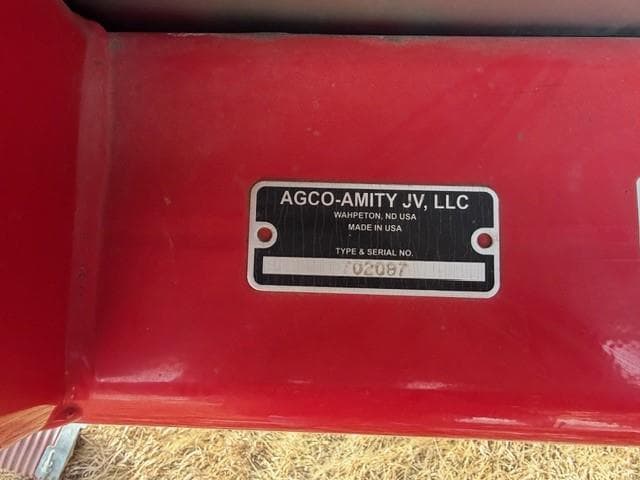 AGCO-AMITY JV, LLC
WAHPETON, ND USA
MADE IN USA
TYPE & SERIAL NO.
702087